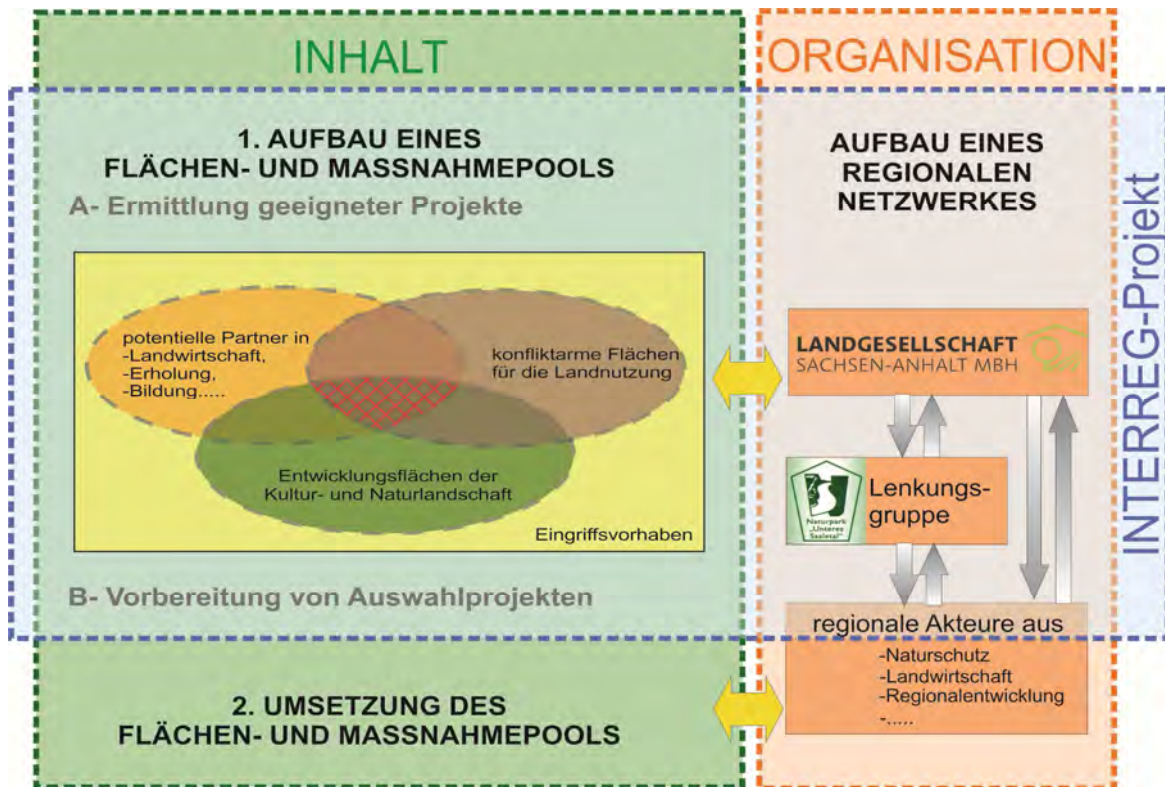 INHALT
1. AUFBAU EINES
FLÄCHEN- UND MASSNAHMEPOOLS
A- Ermittlung geeigneter Projekte
potentielle Partner in
-Landwirtschaft,
-Erholung,
-Bildung.....
konfliktarme Flächen
für die Landnutzung
Entwicklungsflächen der
Kultur- und Naturlandschaft
Eingriffsvorhaben
B- Vorbereitung von Auswahlprojekten
2. UMSETZUNG DES
FLÄCHEN- UND MASSNAHMEPOOLS
ORGANISATION
AUFBAU EINES
REGIONALEN
NETZWERKES
LANDGESELLSCHAFT
SACHSEN-ANHALT MBH
Naturpark
„Unteres
Saaletal"
Lenkungs-
gruppe
regionale Akteure aus
-Naturschutz
-Landwirtschaft
-Regionalentwicklung
-.....
INTERREG-Projekt